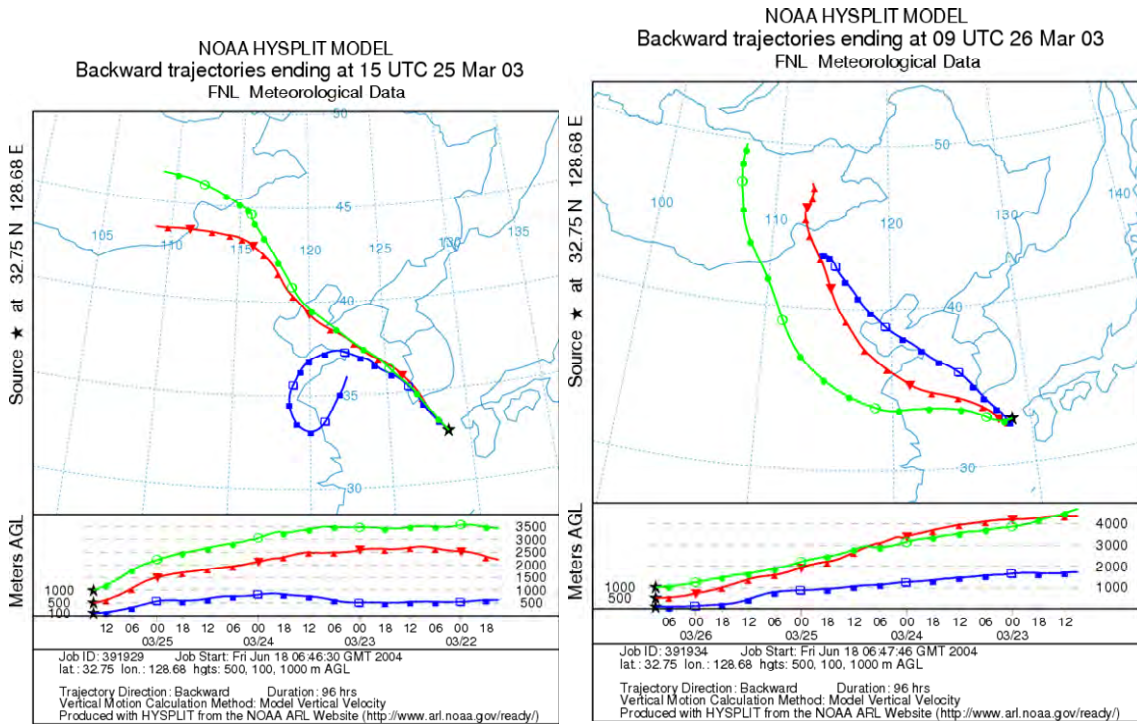 NOAA HYSPLIT MODEL
Backward trajectories ending at 15 UTC 25 Mar 03
FNL Meteorological Data
Source ★ at 32.75 N 128.68 E
50
45
40
35
30
105
110
115
120
125
130
135
Meters AGL
3500
3000
2500
2000
1500
1000
500
1000
500
100
12 06 00 18 12 06 00 18 12 06 00 18 12 06 00 18
03/25 03/24 03/23 03/22
Job ID: 391929 Job Start: Fri Jun 18 06:46:30 GMT 2004
lat.: 32.75 lon.: 128.68 hgts: 500, 100, 1000 m AGL
Trajectory Direction: Backward Duration: 96 hrs
Vertical Motion Calculation Method: Model Vertical Velocity
Produced with HYSPLIT from the NOAA ARL Website (http://www.arl.noaa.gov/ready/)
NOAA HYSPLIT MODEL
Backward trajectories ending at 09 UTC 26 Mar 03
FNL Meteorological Data
Source ★ at 32.75 N 128.68 E
50
40
30
100
110
120
130
140
Meters AGL
4000
3000
2000
1000
1000
500
06 00 18 12 06 00 18 12 06 00 18 12 06 00 12
03/26 03/25 03/24 03/23
Job ID: 391934 Job Start: Fri Jun 18 06:47:46 GMT 2004
lat.: 32.75 lon.: 128.68 hgts: 500, 100, 1000 m AGL
Trajectory Direction: Backward Duration: 96 hrs
Vertical Motion Calculation Method: Model Vertical Velocity
Produced with HYSPLIT from the NOAA ARL Website (http://www.arl.noaa.gov/ready/)